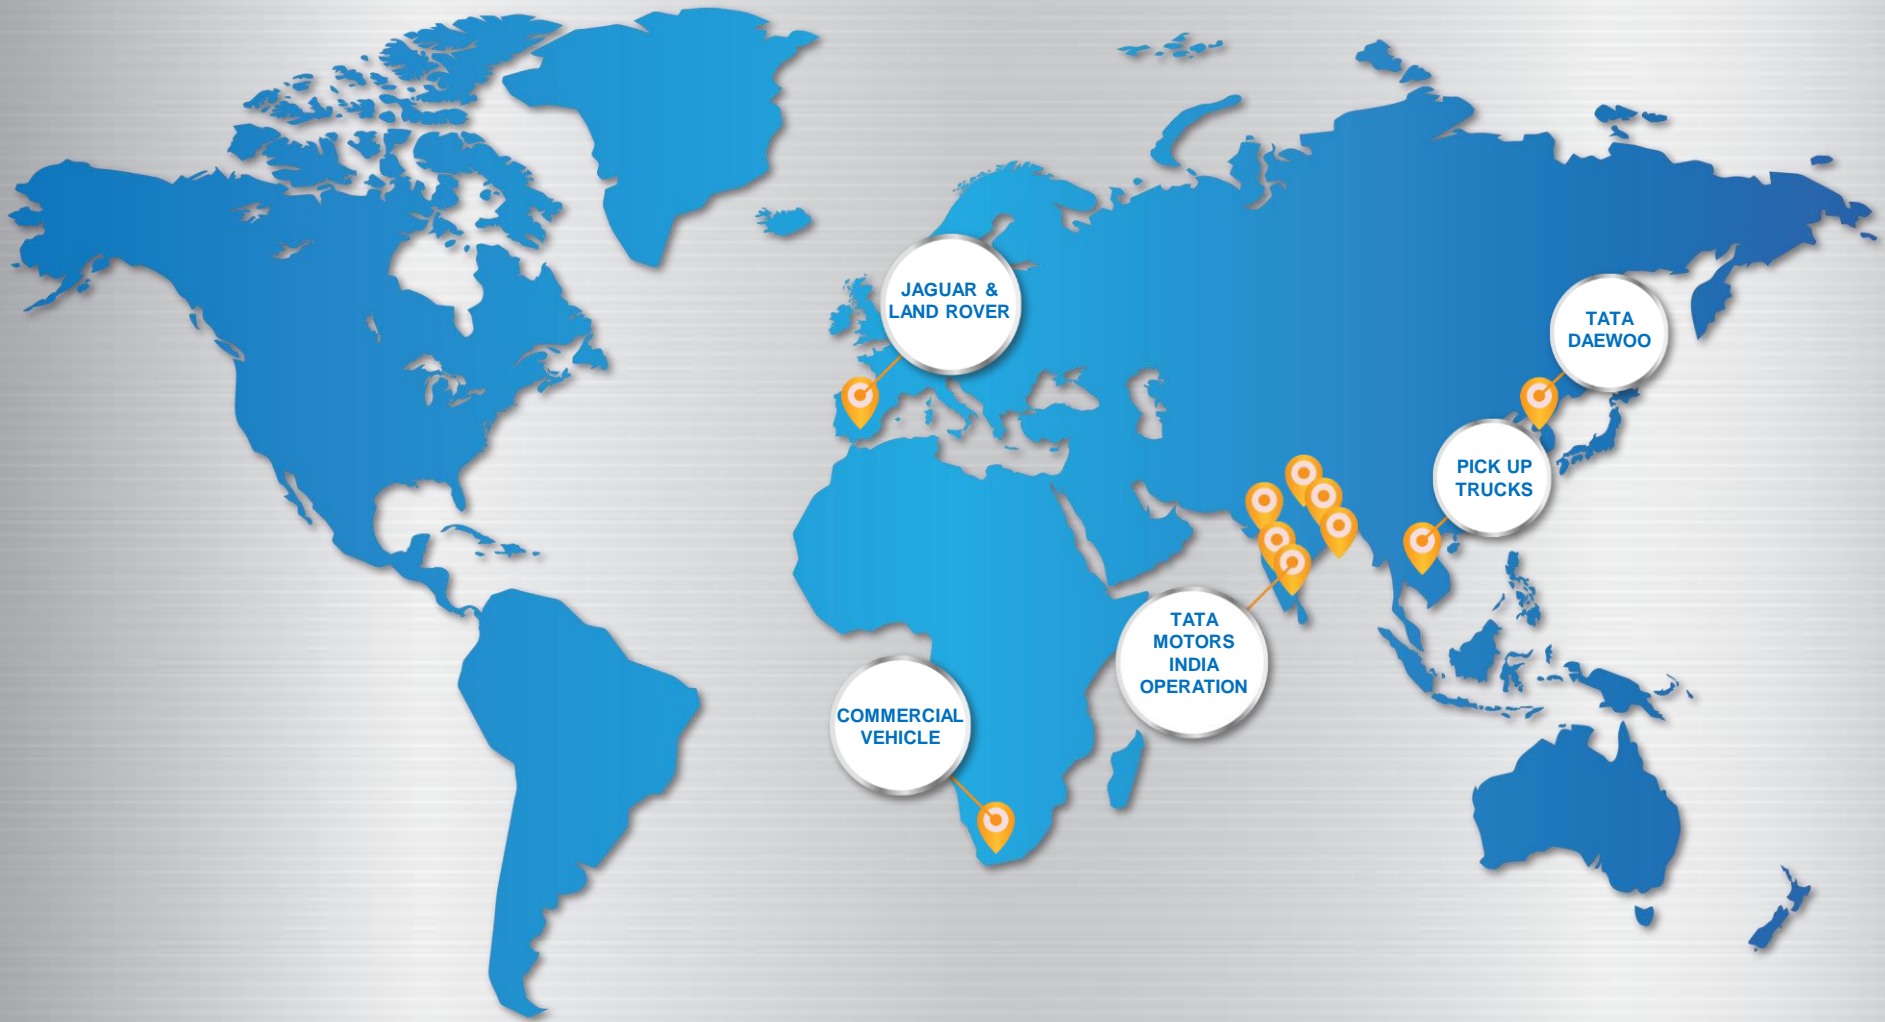 JAGUAR &
LAND ROVER
TATA
DAEWOO
PICK UP
TRUCKS
TATA
MOTORS
INDIA
OPERATION
COMMERCIAL
VEHICLE